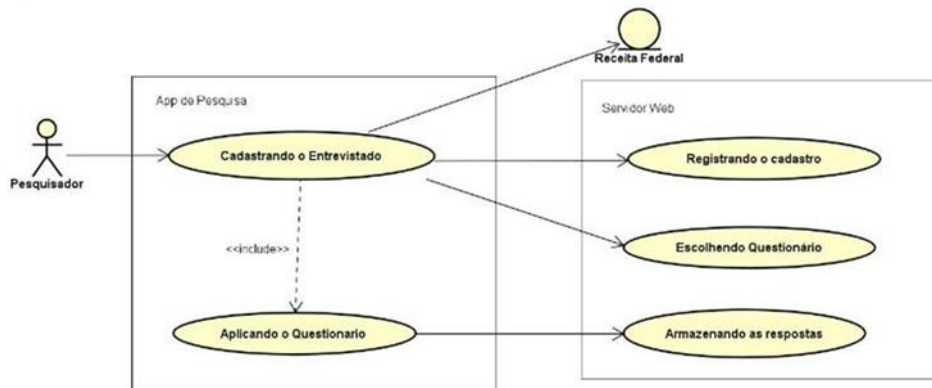 Receita Federal
App de Pesquisa
Servidor Web
Cadastrando o Entrevistado
Registrando o cadastro
Pesquisador
<<include>>
Escolhendo Questionário
Aplicando o Questionario
Armazenando as respostas